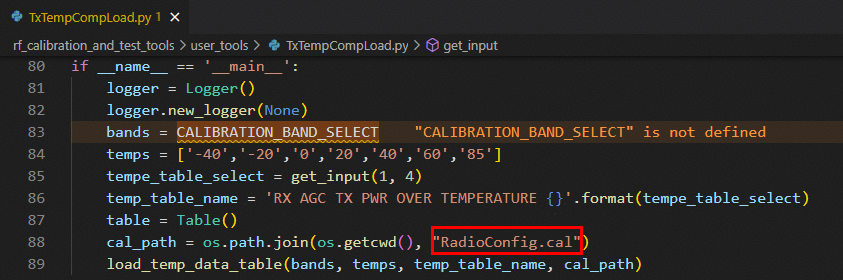 TxTempCompLoad.py 1
rf_calibration_and_test_tools > user_tools > TxTempCompLoad.py > get_input
80 if __name__ == '__main__':
81 logger = Logger()
82 logger.new_logger(None)
83 bands = CALIBRATION_BAND_SELECT "CALIBRATION_BAND_SELECT" is not defined
84 temps = ['-40','-20','0','20','40','60','85']
85 tempe_table_select = get_input(1, 4)
86 temp_table_name = 'RX AGC TX PWR OVER TEMPERATURE {}'.format(tempe_table_select)
87 table = Table()
88 cal_path = os.path.join(os.getcwd(), "RadioConfig.cal")
89 load_temp_data_table(bands, temps, temp_table_name, cal_path)